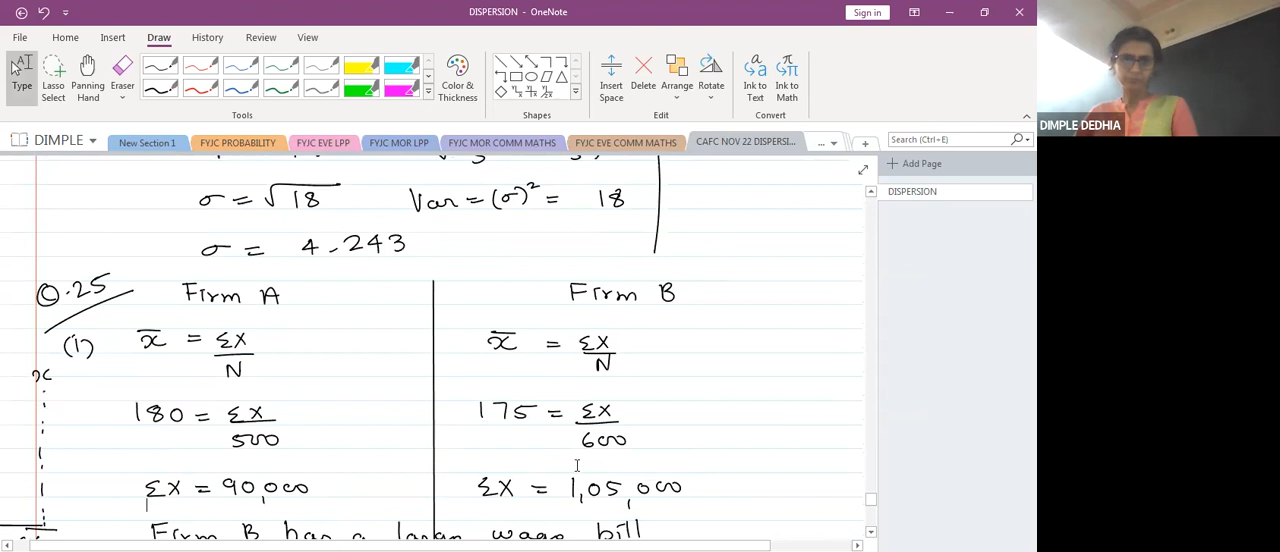 DISPERSION - OneNote
Sign in
File Home Insert Draw History Review View
Type
Lasso Select
Panning Hand
Eraser
Color & Thickness
Insert Space
Delete
Arrange
Rotate
Ink to Text
Ink to Math
Tools
Shapes
Edit
Convert
DIMPLE
New Section 1
FYJC PROBABILITY
FYJC EVE LPP
FYJC MOR LPP
FYJC MOR COMM MATHS
FYJC EVE COMM MATHS
CAFC NOV 22 DISPERSI...
Search (Ctrl+E)
Add Page
DISPERSION
DIMPLE DEDHIA
σ = √18 Var = (σ)² = 18
σ = 4.243
Q.25 Firm A Firm B
(1) x̄ = ΣX/N x̄ = ΣX/N
x
180 = ΣX/500 175 = ΣX/600
ΣX = 90,000 ΣX = 1,05,000
Firm B has a larger wage bill